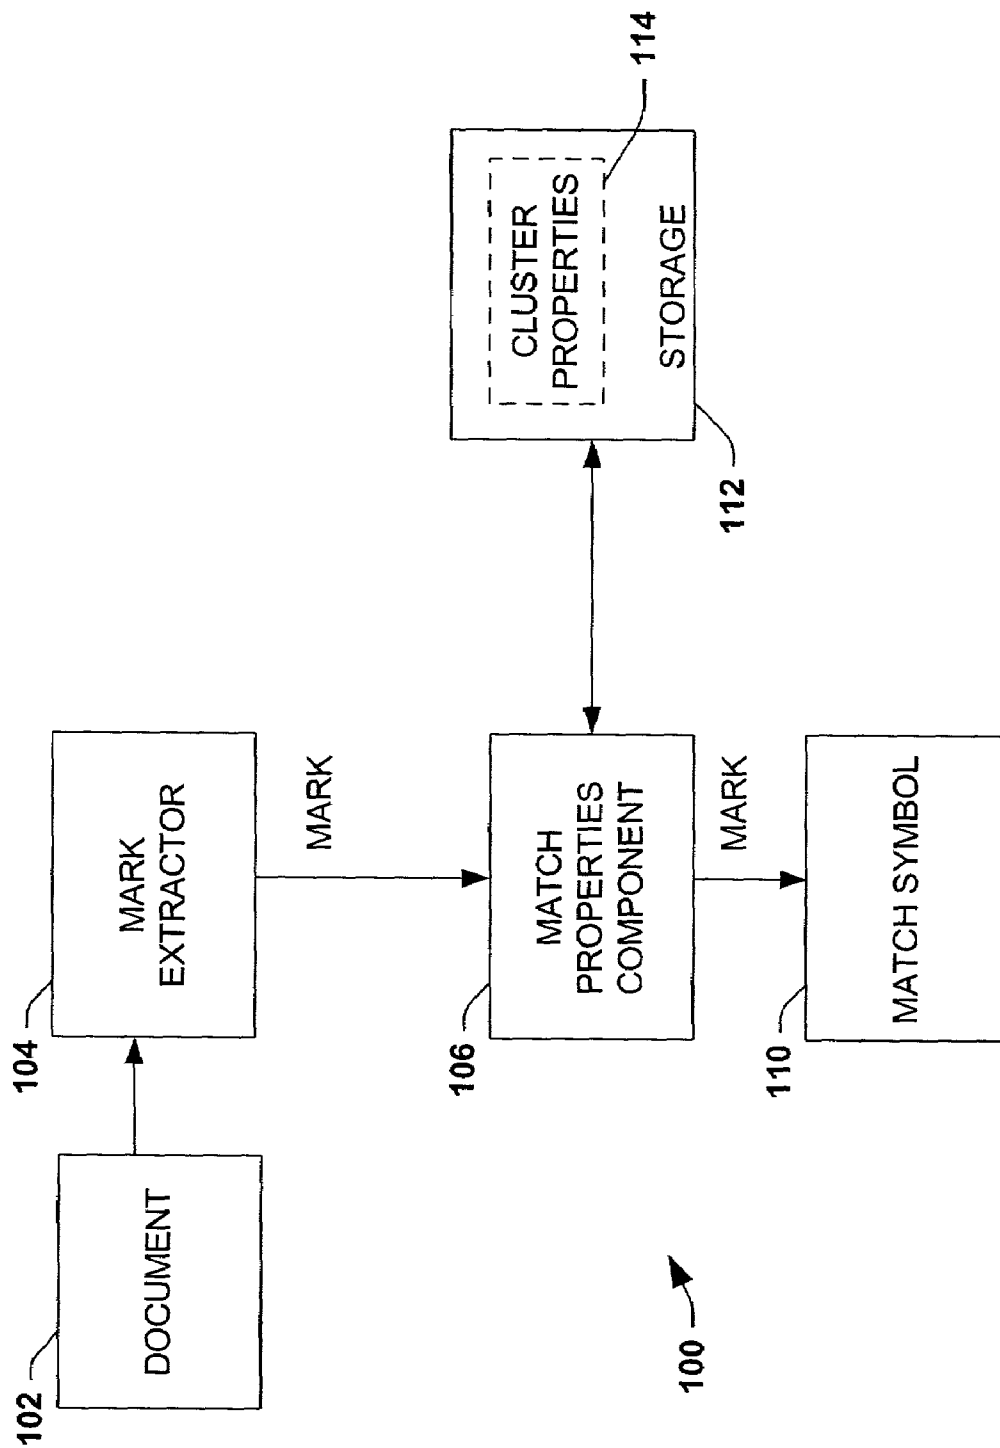 102
DOCUMENT
104
MARK
EXTRACTOR
MARK
106
MATCH
PROPERTIES
COMPONENT
MARK
110
MATCH SYMBOL
CLUSTER
PROPERTIES
114
STORAGE
112
100